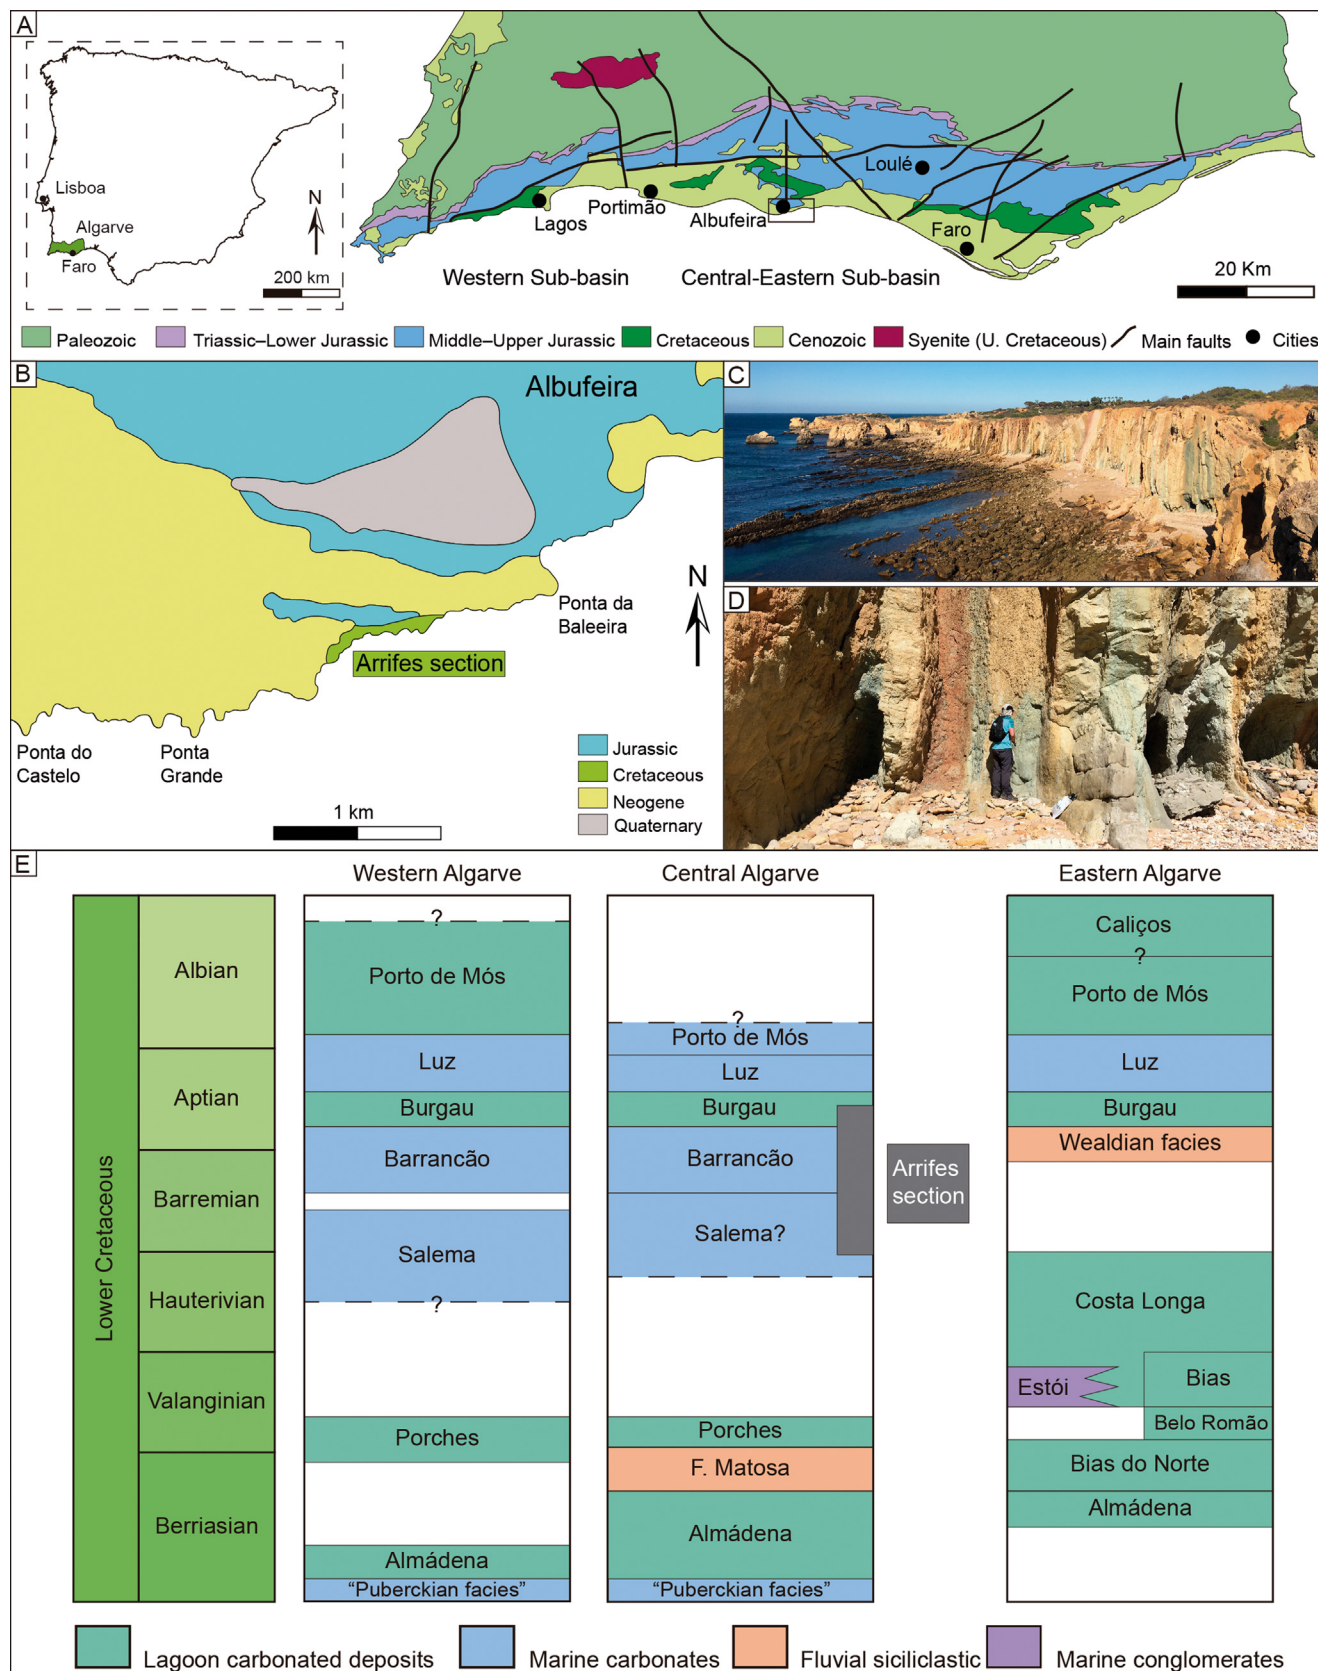 A
Lisboa
Algarve
Faro
N
200 km
Loulé
Lagos
Portimão
Albufeira
Faro
Western Sub-basin
Central-Eastern Sub-basin
20 Km
Paleozoic
Triassic–Lower Jurassic
Middle–Upper Jurassic
Cretaceous
Cenozoic
Syenite (U. Cretaceous)
Main faults
Cities
B
Albufeira
N
Ponta da
Baleeira
Arrifes section
Ponta do
Castelo
Ponta
Grande
1 km
Jurassic
Cretaceous
Neogene
Quaternary
C
D
E
Western Algarve
Central Algarve
Eastern Algarve
Lower Cretaceous
Albian
Aptian
Barremian
Hauterivian
Valanginian
Berriasian
?
Porto de Mós
Luz
Burgau
Barrancão
Salema
?
Porches
Almádena
“Puberckian facies”
?
Porto de Mós
Luz
Burgau
Barrancão
Salema?
Porches
F. Matosa
Almádena
“Puberckian facies”
Arrifes
section
Caliços
?
Porto de Mós
Luz
Burgau
Wealdian facies
Costa Longa
Estói
Bias
Belo Romão
Bias do Norte
Almádena
Lagoon carbonated deposits
Marine carbonates
Fluvial siciliclastic
Marine conglomerates